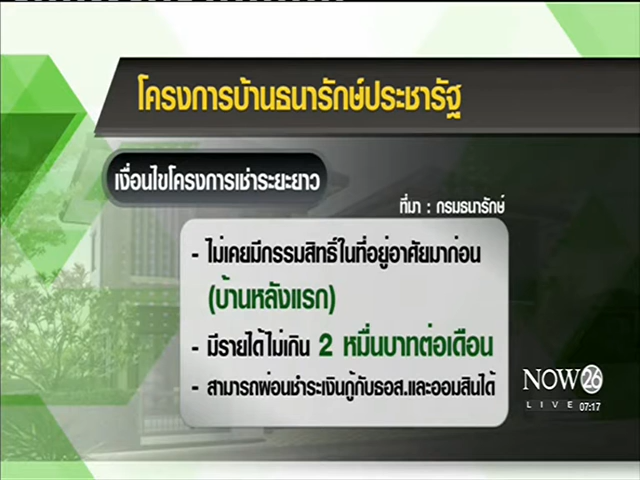 โครงการบ้านธนารักษ์ประชารัฐ
เงื่อนไขโครงการเช่าระยะยาว
ที่มา : กรมธนารักษ์
- ไม่เคยมีกรรมสิทธิ์ในที่อยู่อาศัยมาก่อน
(บ้านหลังแรก)
- มีรายได้ไม่เกิน 2 หมื่นบาทต่อเดือน
- สามารถผ่อนชำระเงินกู้กับธอส.และออมสินได้
NOW26
LIVE 07:17